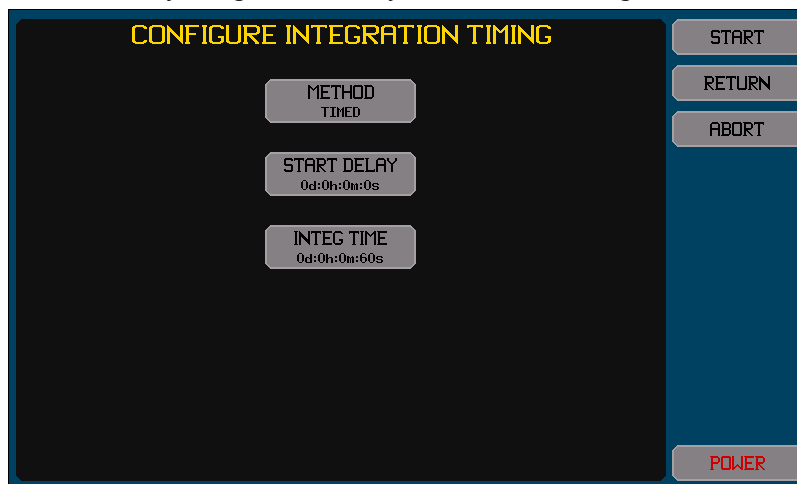 CONFIGURE INTEGRATION TIMING
METHOD
TIMED
START DELAY
0d:0h:0m:0s
INTEG TIME
0d:0h:0m:60s
START
RETURN
ABORT
POWER